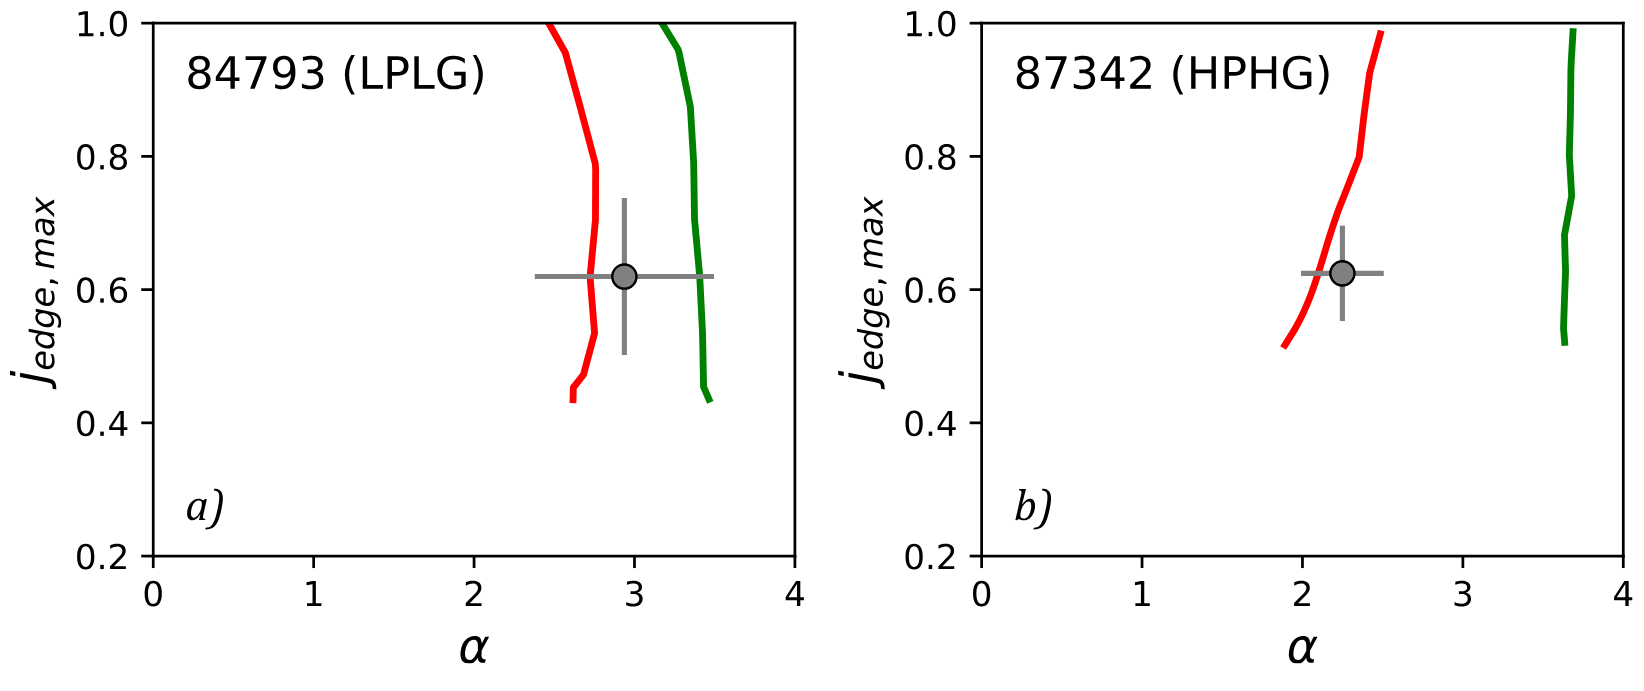 84793 (LPLG)
a)
1.0
0.8
0.6
0.4
0.2
0 1 2 3 4
j_edge, max
α
87342 (HPHG)
b)
1.0
0.8
0.6
0.4
0.2
0 1 2 3 4
j_edge, max
α